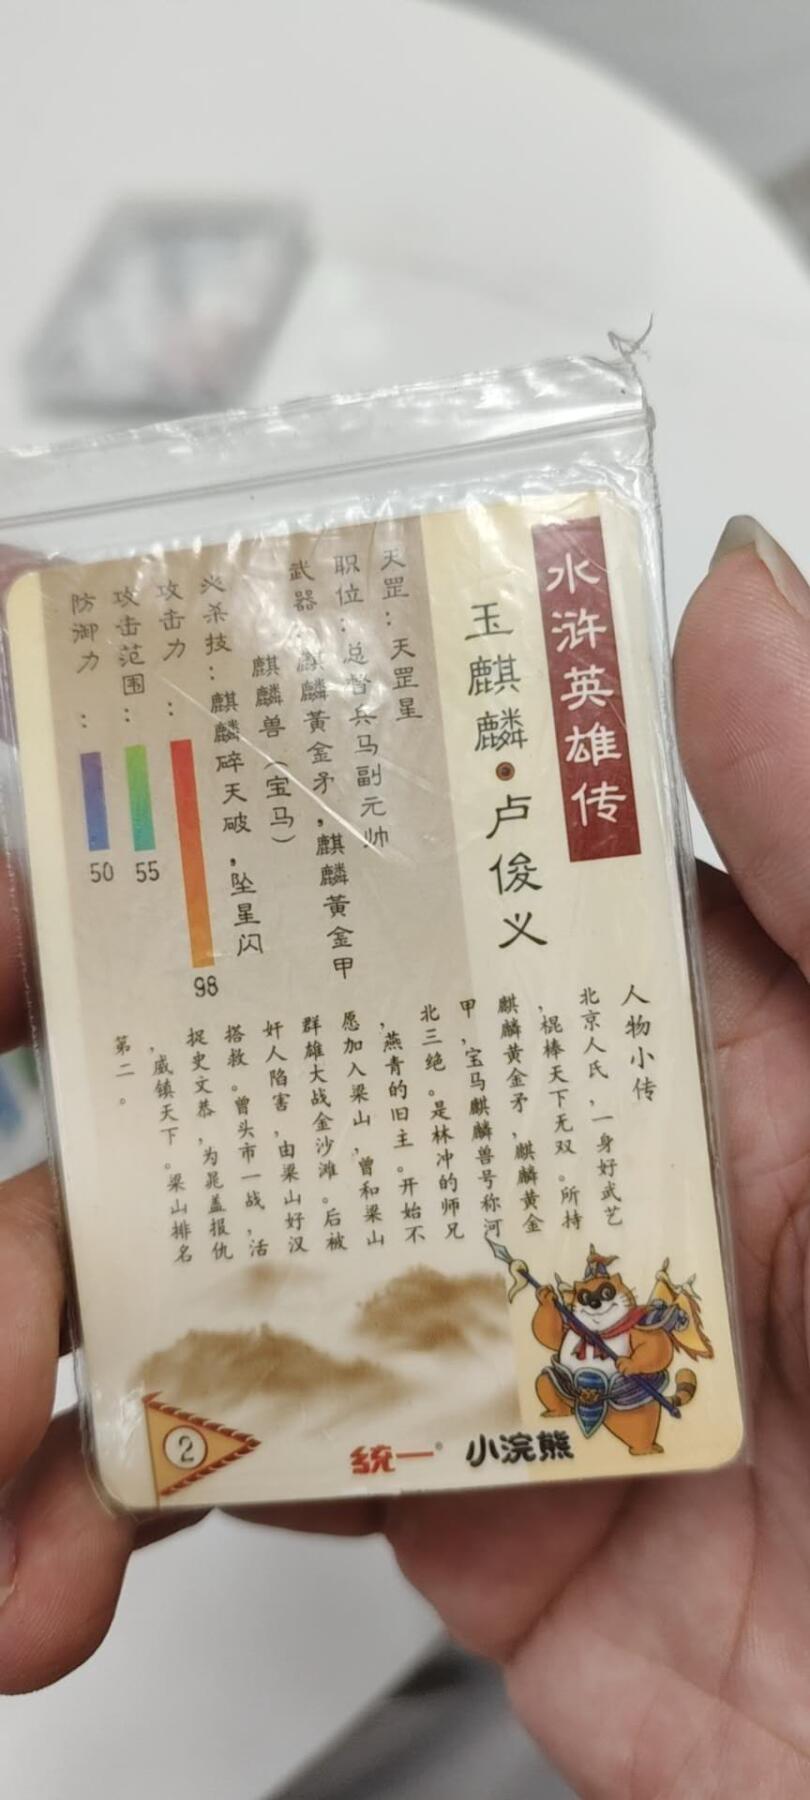 水浒英雄传
玉麒麟·卢俊义
天罡：天罡星
职位：总督兵马副元帅
武器：麒麟黄金矛，麒麟黄金甲
麒麟兽（宝马）
必杀技：麒麟碎天破，坠星闪
攻击力：
98
攻击范围：
55
防御力：
50
人物小传
北京人氏，一身好武艺
，棍棒天下无双。所持
麒麟黄金矛，麒麟黄金
甲，宝马麒麟兽号称河
北三绝。是林冲的师兄
，燕青的旧主。开始不
愿加入梁山，曾和梁山
群雄大战金沙滩。后被
奸人陷害，由梁山好汉
搭救。曾头市一战，活
捉史文恭，为晁盖报仇
，威镇天下。梁山排名
第二。
2
统一 小浣熊